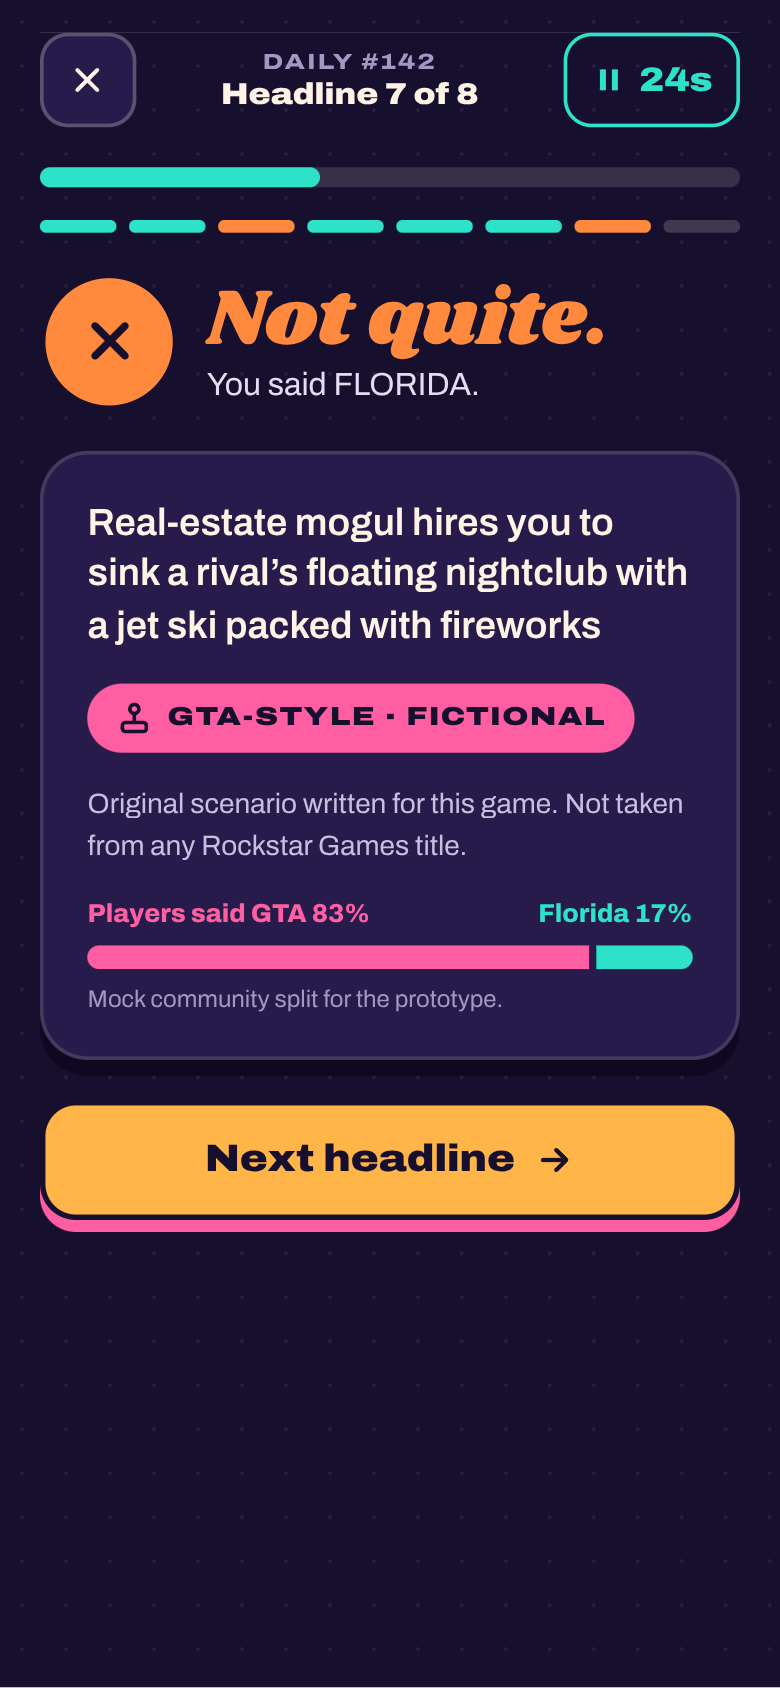 DAILY #142
Headline 7 of 8
24s
Not quite.
You said FLORIDA.
Real-estate mogul hires you to
sink a rival’s floating nightclub with
a jet ski packed with fireworks
GTA-STYLE · FICTIONAL
Original scenario written for this game. Not taken
from any Rockstar Games title.
Players said GTA 83%
Florida 17%
Mock community split for the prototype.
Next headline →